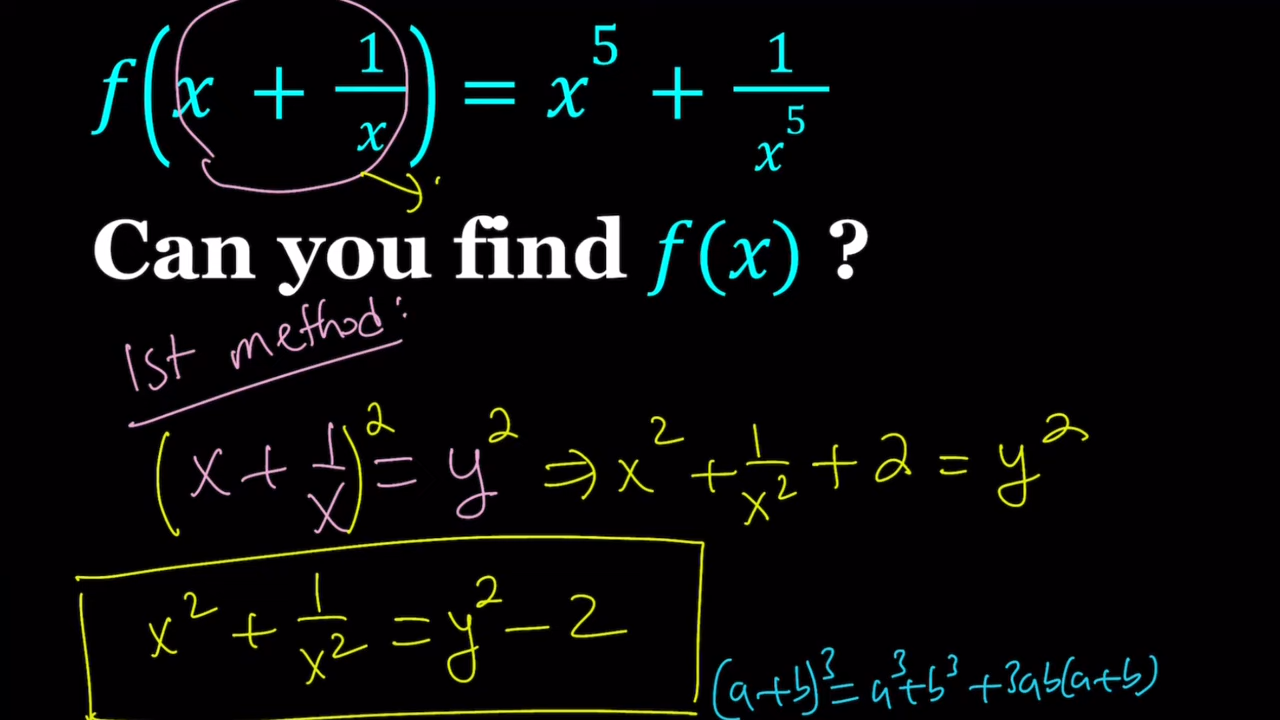 f(x + 1/x) = x^5 + 1/x^5
Can you find f(x) ?
1st method:
(x + 1/x)^2 = y^2 ⇒ x^2 + 1/x^2 + 2 = y^2
x^2 + 1/x^2 = y^2 − 2
(a+b)^3 = a^3 + b^3 + 3ab(a+b)